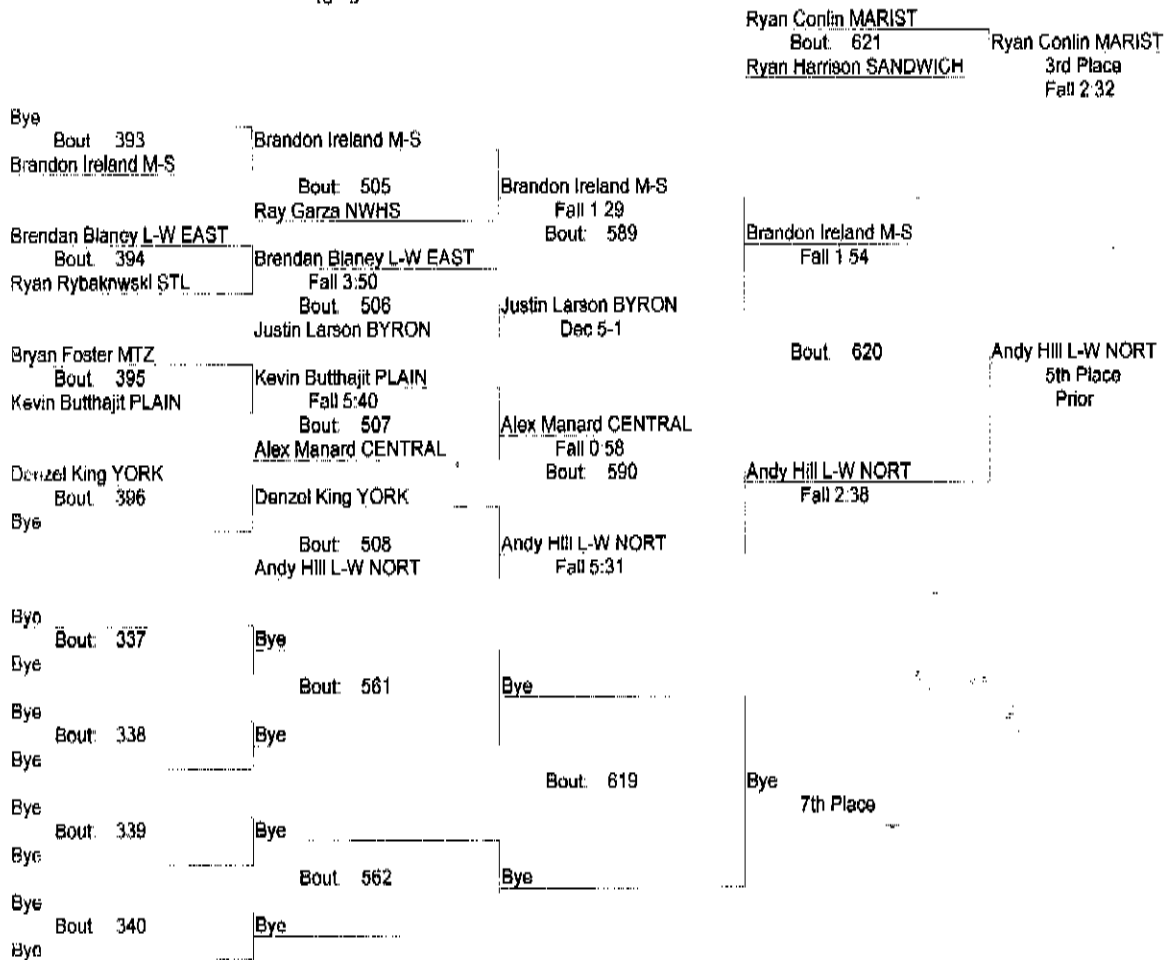 Ryan Conlin MARIST
Bout: 621
Ryan Harrison SANDWICH
Ryan Conlin MARIST
3rd Place
Fall 2:32
Bye
Bout 393
Brandon Ireland M-S
Brandon Ireland M-S
Bout: 505
Ray Garza NWHS
Brandon Ireland M-S
Fall 1 29
Bout: 589
Brendan Blaney L-W EAST
Bout: 394
Ryan Rybaknwski STL
Brendan Blaney L-W EAST
Fall 3:50
Bout: 506
Justin Larson BYRON
Justin Larson BYRON
Dec 5-1
Brandon Ireland M-S
Fall 1 54
Bryan Foster MTZ
Bout: 395
Kevin Butthajit PLAIN
Kevin Butthajit PLAIN
Fall 5:40
Bout: 507
Alex Manard CENTRAL
Alex Manard CENTRAL
Fall 0:58
Bout: 590
Bout: 620
Andy Hill L-W NORT
5th Place
Prior
Denzel King YORK
Bout: 396
Bye
Denzel King YORK
Bout: 508
Andy Hill L-W NORT
Andy Hill L-W NORT
Fall 5:31
Andy Hill L-W NORT
Fall 2:38
Bye
Bout: 337
Bye
Bye
Bout: 561
Bye
Bye
Bout: 338
Bye
Bye
Bout: 619
Bye
7th Place
Bye
Bout: 339
Bye
Bye
Bout 562
Bye
Bye
Bout 340
Bye
Bye